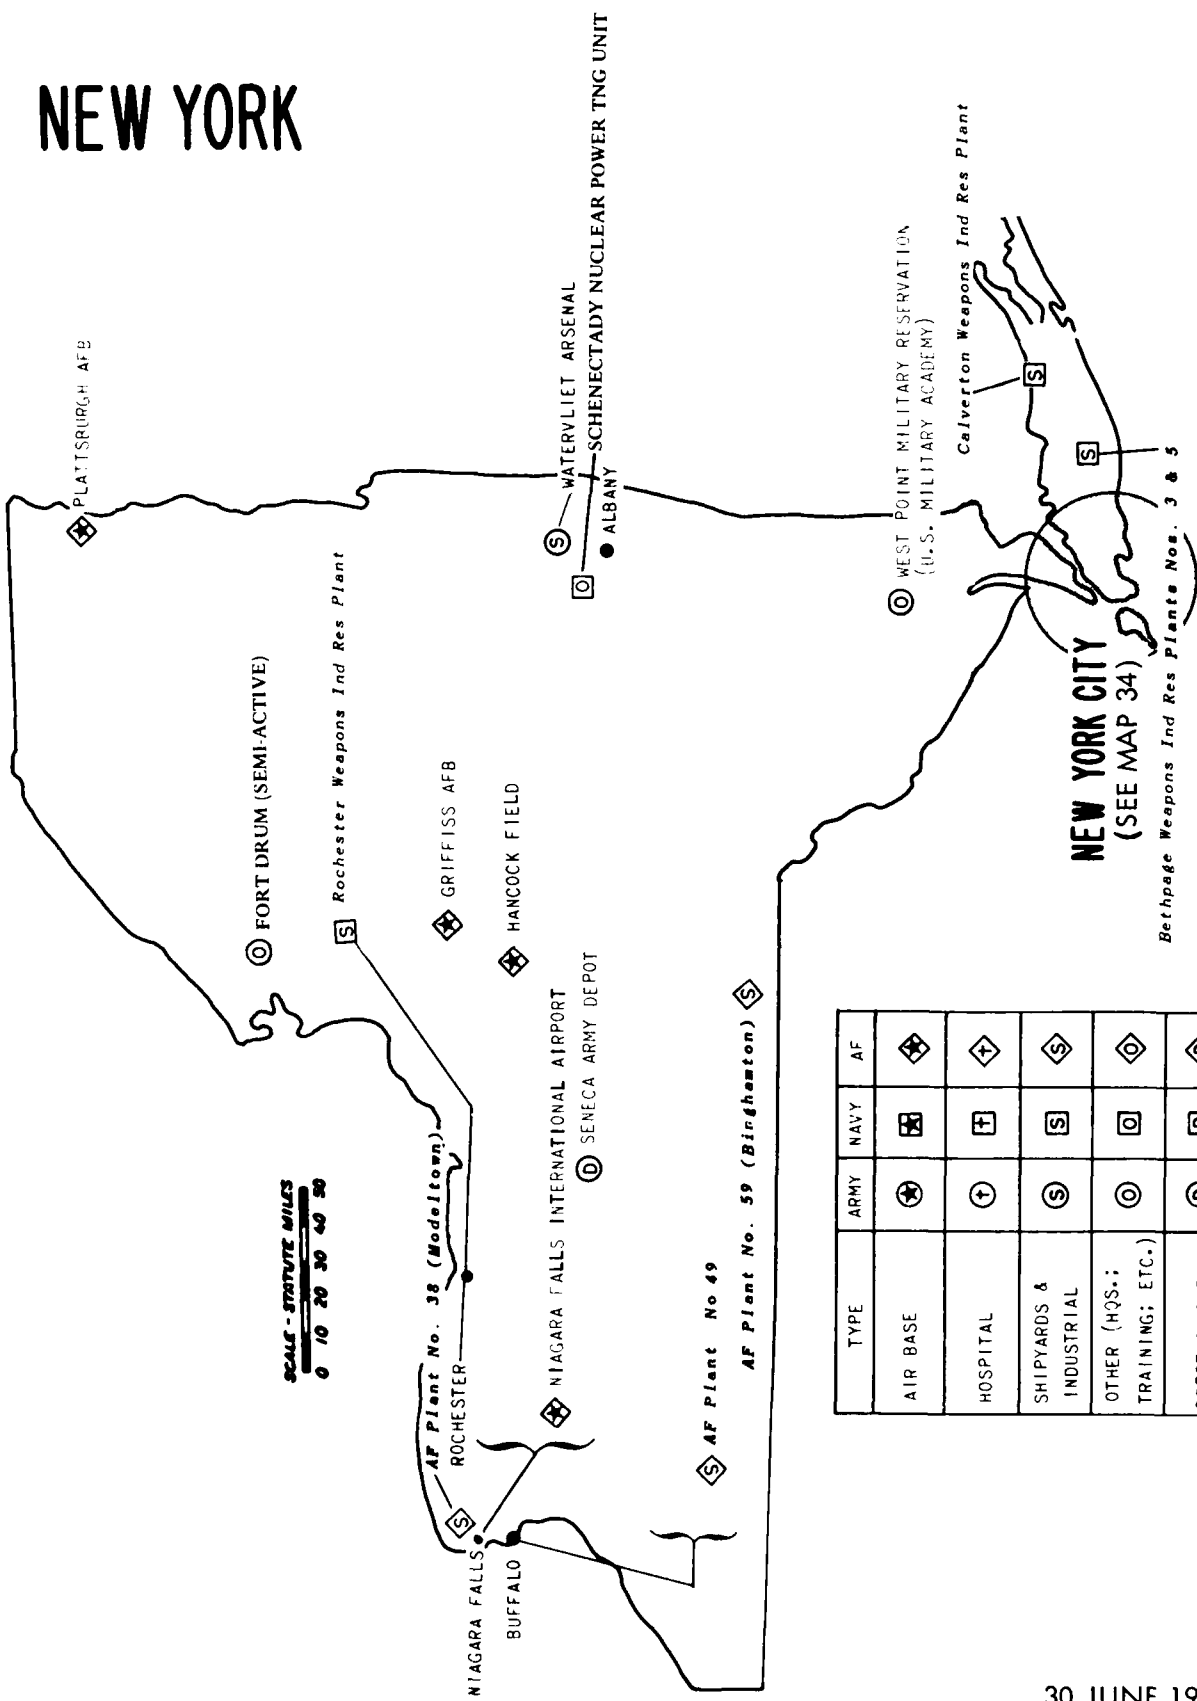 NEW YORK
PLATTSBURGH AFB
FORT DRUM (SEMI-ACTIVE)
Rochester Weapons Ind Res Plant
GRIFFISS AFB
HANCOCK FIELD
WATERVLIET ARSENAL
SCHENECTADY NUCLEAR POWER TNG UNIT
ALBANY
SCALE - STATUTE MILES
0 10 20 30 40 50
AF Plant No. 38 (Modeltown)
ROCHESTER
NIAGARA FALLS
BUFFALO
NIAGARA FALLS INTERNATIONAL AIRPORT
D SENECA ARMY DEPOT
S AF Plant No 49
AF Plant No. 59 (Binghamton) S
O WEST POINT MILITARY RESERVATION
(U.S. MILITARY ACADEMY)
Calverton Weapons Ind Res Plant
NEW YORK CITY
(SEE MAP 34)
Bethpage Weapons Ind Res Plants Nos. 3 & 5
TYPE ARMY NAVY AF
AIR BASE
HOSPITAL
SHIPYARDS & INDUSTRIAL S S S
OTHER (HQS.; TRAINING; ETC.) O O O
30 JUNE 19